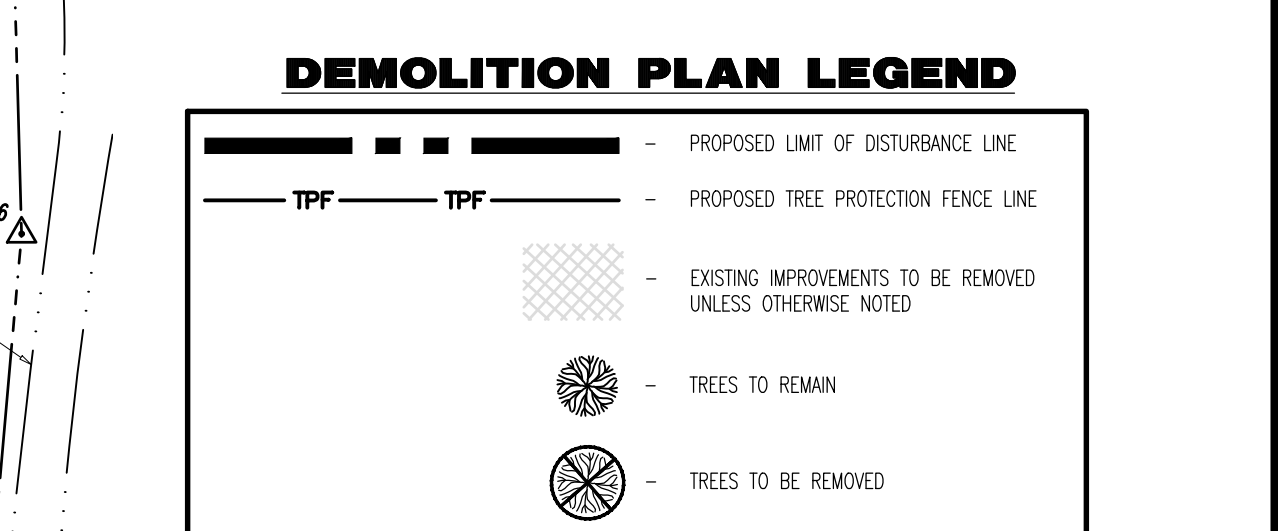 DEMOLITION PLAN LEGEND
– PROPOSED LIMIT OF DISTURBANCE LINE
TPF TPF – PROPOSED TREE PROTECTION FENCE LINE
6
– EXISTING IMPROVEMENTS TO BE REMOVED
UNLESS OTHERWISE NOTED
– TREES TO REMAIN
– TREES TO BE REMOVED